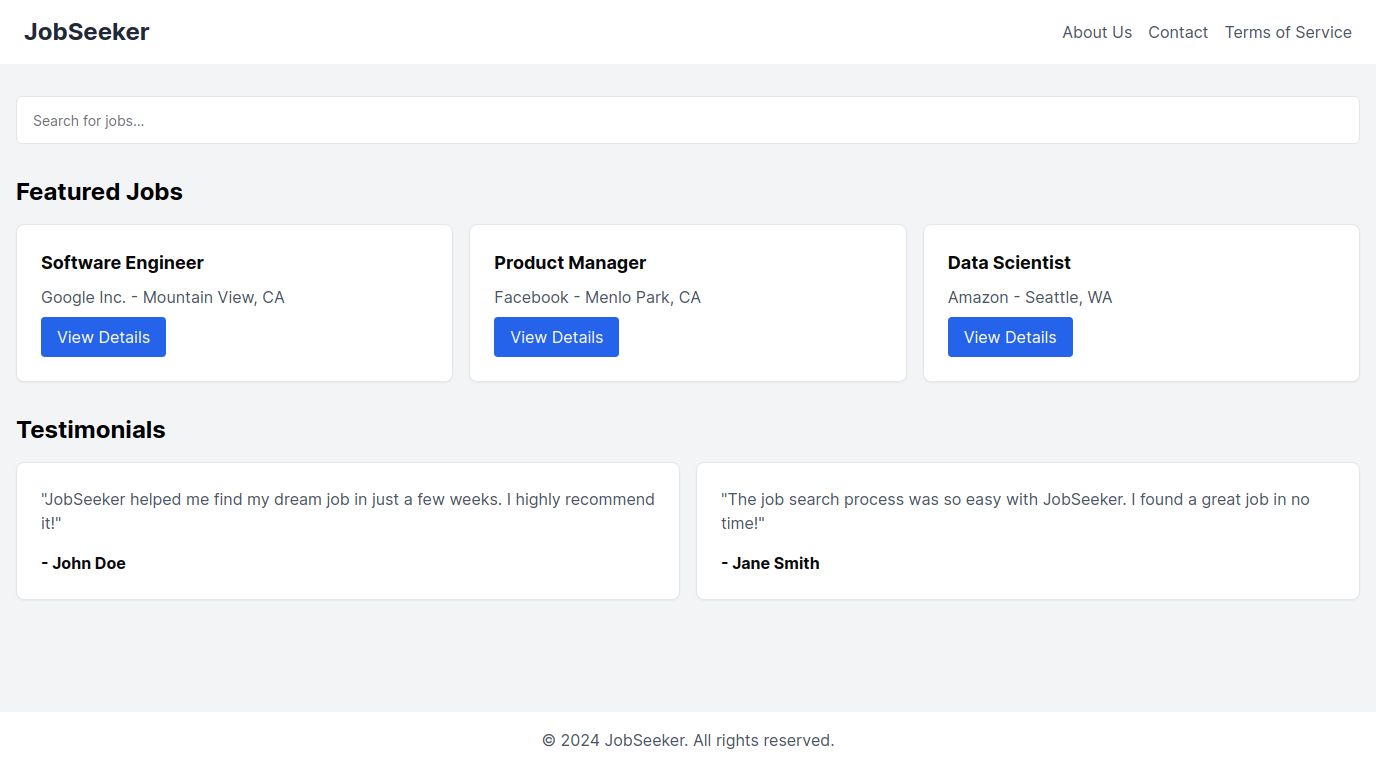 JobSeeker
About Us Contact Terms of Service
Search for jobs...
Featured Jobs
Software Engineer
Google Inc. - Mountain View, CA
View Details
Product Manager
Facebook - Menlo Park, CA
View Details
Data Scientist
Amazon - Seattle, WA
View Details
Testimonials
"JobSeeker helped me find my dream job in just a few weeks. I highly recommend
it!"
- John Doe
"The job search process was so easy with JobSeeker. I found a great job in no
time!"
- Jane Smith
© 2024 JobSeeker. All rights reserved.